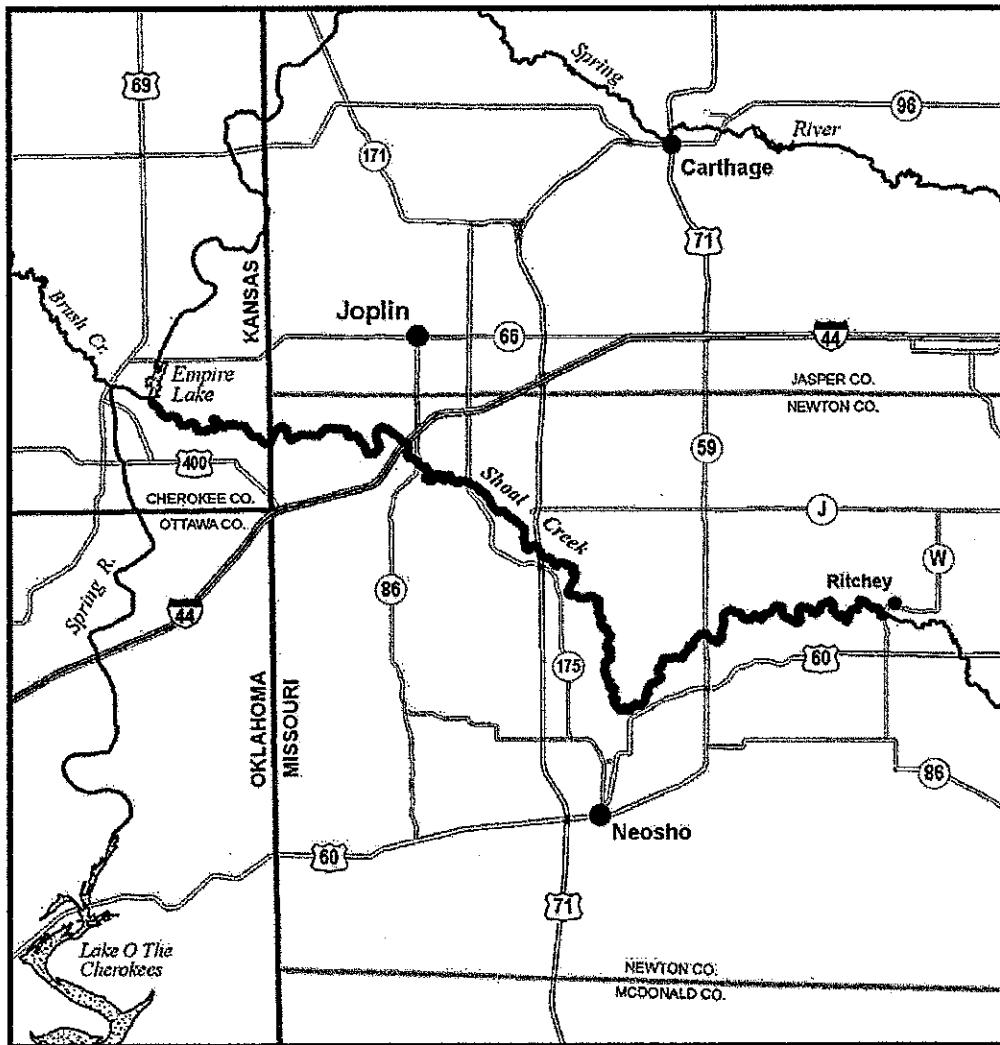 Spring
69
96
River
171
Carthage
71
KANSAS
Brush Cr.
Joplin
66
44
Empire
Lake
JASPER CO.
NEWTON CO.
59
400
Shoal Creek
CHEROKEE CO.
OTTAWA CO.
J
W
Spring R.
86
Ritchey
44
60
175
OKLAHOMA
MISSOURI
86
Neosho
60
71
Lake O The
Cherokees
NEWTON CO.
MCDONALD CO.